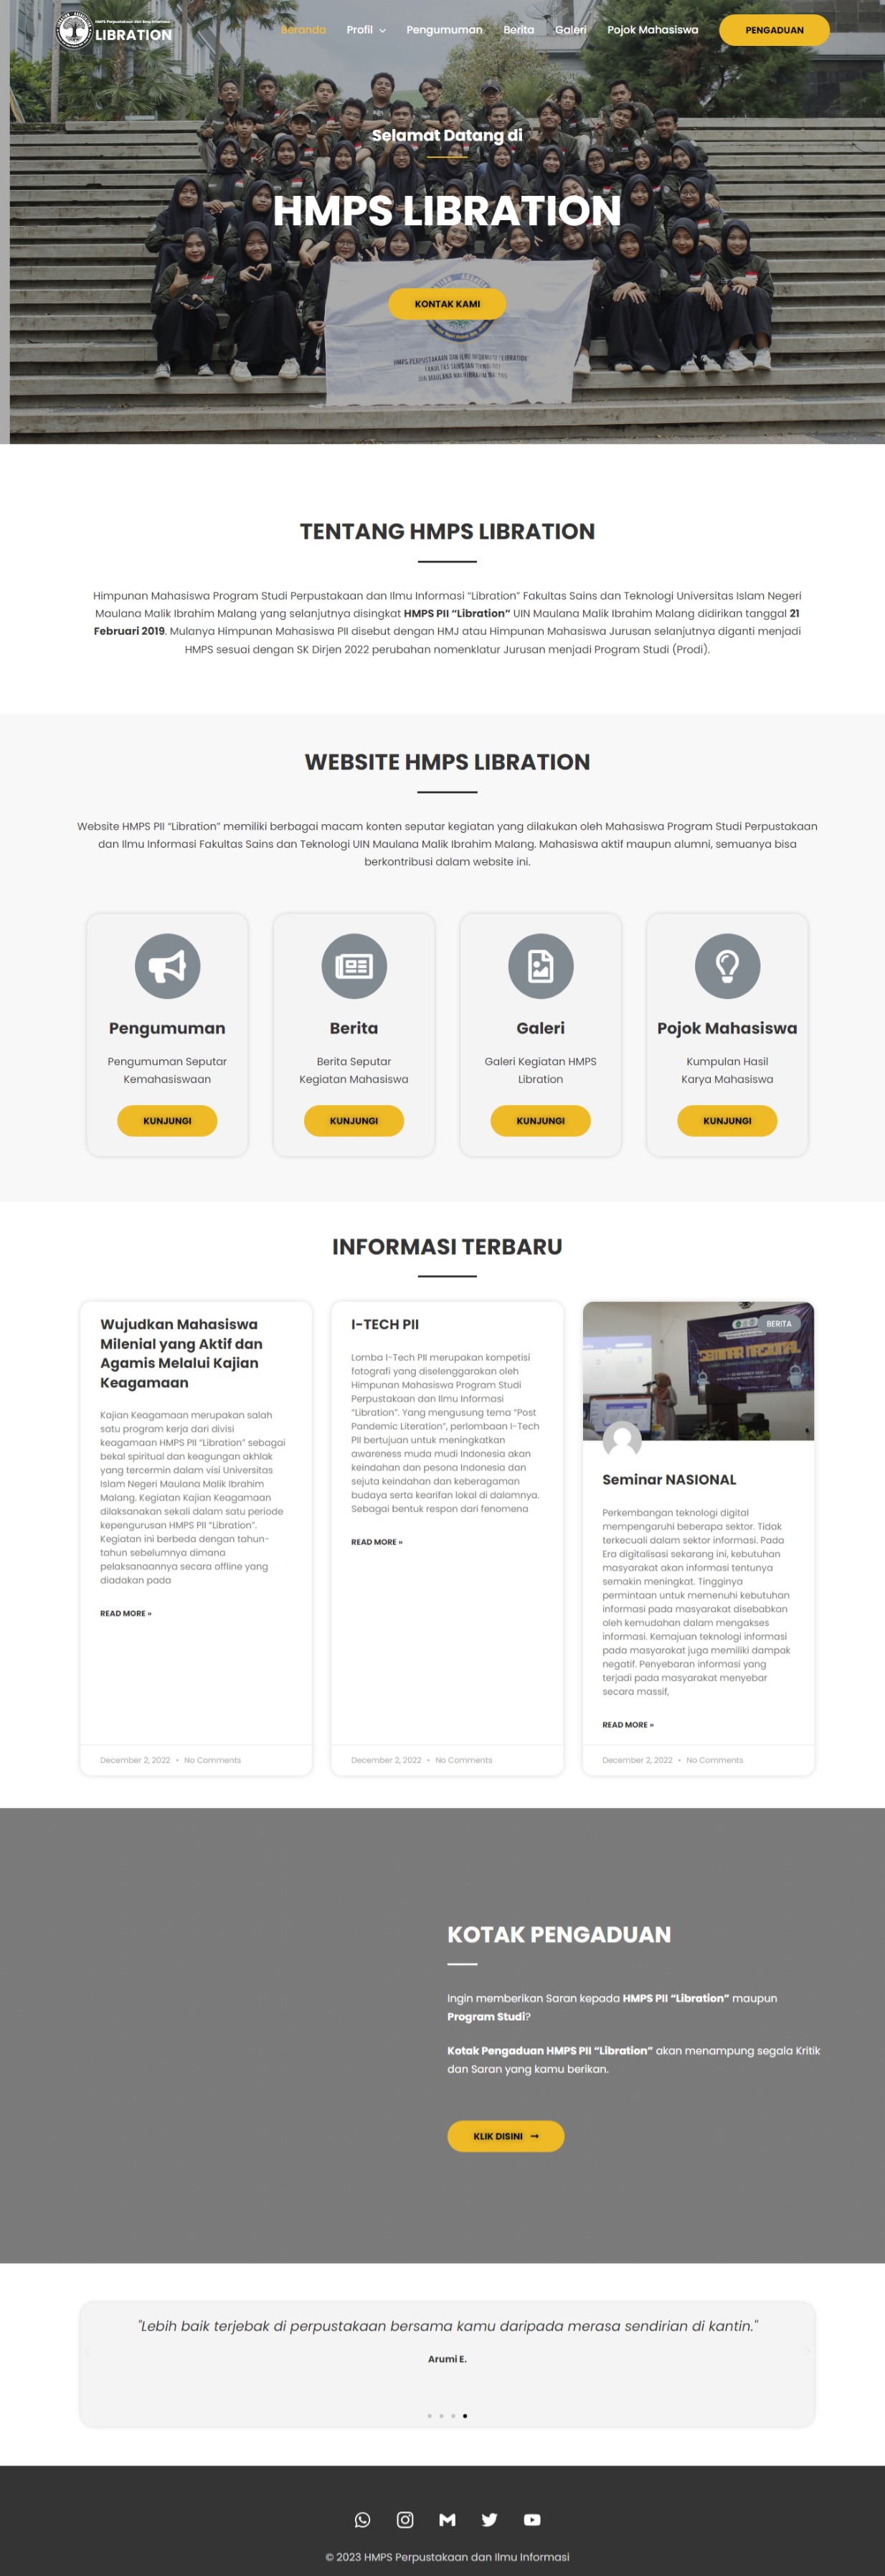 HMPS Perpustakaan dan Ilmu Informasi
LIBRATION
Beranda
Profil
Pengumuman
Berita
Galeri
Pojok Mahasiswa
PENGADUAN
Selamat Datang di
HMPS LIBRATION
KONTAK KAMI
HMPS PERPUSTAKAAN DAN ILMU INFORMASI "LIBRATION"
FAKULTAS SAINS DAN TEKNOLOGI
UIN MAULANA MALIK IBRAHIM MALANG
TENTANG HMPS LIBRATION
Himpunan Mahasiswa Program Studi Perpustakaan dan Ilmu Informasi “Libration” Fakultas Sains dan Teknologi Universitas Islam Negeri
Maulana Malik Ibrahim Malang yang selanjutnya disingkat HMPS PII “Libration” UIN Maulana Malik Ibrahim Malang didirikan tanggal 21
Februari 2019. Mulanya Himpunan Mahasiswa PII disebut dengan HMJ atau Himpunan Mahasiswa Jurusan selanjutnya diganti menjadi
HMPS sesuai dengan SK Dirjen 2022 perubahan nomenklatur Jurusan menjadi Program Studi (Prodi).
WEBSITE HMPS LIBRATION
Website HMPS PII “Libration” memiliki berbagai macam konten seputar kegiatan yang dilakukan oleh Mahasiswa Program Studi Perpustakaan
dan Ilmu Informasi Fakultas Sains dan Teknologi UIN Maulana Malik Ibrahim Malang. Mahasiswa aktif maupun alumni, semuanya bisa
berkontribusi dalam website ini.
Pengumuman
Pengumuman Seputar
Kemahasiswaan
KUNJUNGI
Berita
Berita Seputar
Kegiatan Mahasiswa
KUNJUNGI
Galeri
Galeri Kegiatan HMPS
Libration
KUNJUNGI
Pojok Mahasiswa
Kumpulan Hasil
Karya Mahasiswa
KUNJUNGI
INFORMASI TERBARU
Wujudkan Mahasiswa
Milenial yang Aktif dan
Agamis Melalui Kajian
Keagamaan
Kajian Keagamaan merupakan salah
satu program kerja dari divisi
keagamaan HMPS PII “Libration” sebagai
bekal spiritual dan keagungan akhlak
yang tercermin dalam visi Universitas
Islam Negeri Maulana Malik Ibrahim
Malang. Kegiatan Kajian Keagamaan
dilaksanakan sekali dalam satu periode
kepengurusan HMPS PII “Libration”.
Kegiatan ini berbeda dengan tahun-
tahun sebelumnya dimana
pelaksanaannya secara offline yang
diadakan pada
READ MORE »
December 2, 2022 • No Comments
I-TECH PII
Lomba I-Tech PII merupakan kompetisi
fotografi yang diselenggarakan oleh
Himpunan Mahasiswa Program Studi
Perpustakaan dan Ilmu Informasi
“Libration”. Yang mengusung tema “Post
Pandemic Literation”, perlombaan I-Tech
PII bertujuan untuk meningkatkan
awareness muda mudi Indonesia akan
keindahan dan pesona Indonesia dan
sejuta keindahan dan keberagaman
budaya serta kearifan lokal di dalamnya.
Sebagai bentuk respon dari fenomena
READ MORE »
December 2, 2022 • No Comments
BERITA
SEMINAR NASIONAL
Seminar NASIONAL
Perkembangan teknologi digital
mempengaruhi beberapa sektor. Tidak
terkecuali dalam sektor informasi. Pada
Era digitalisasi sekarang ini, kebutuhan
masyarakat akan informasi tentunya
semakin meningkat. Tingginya
permintaan untuk memenuhi kebutuhan
informasi pada masyarakat disebabkan
oleh kemudahan dalam mengakses
informasi. Kemajuan teknologi informasi
pada masyarakat juga memiliki dampak
negatif. Penyebaran informasi yang
terjadi pada masyarakat menyebar
secara massif,
READ MORE »
December 2, 2022 • No Comments
KOTAK PENGADUAN
Ingin memberikan Saran kepada HMPS PII “Libration” maupun
Program Studi?
Kotak Pengaduan HMPS PII “Libration” akan menampung segala Kritik
dan Saran yang kamu berikan.
KLIK DISINI
"Lebih baik terjebak di perpustakaan bersama kamu daripada merasa sendirian di kantin."
Arumi E.
© 2023 HMPS Perpustakaan dan Ilmu Informasi